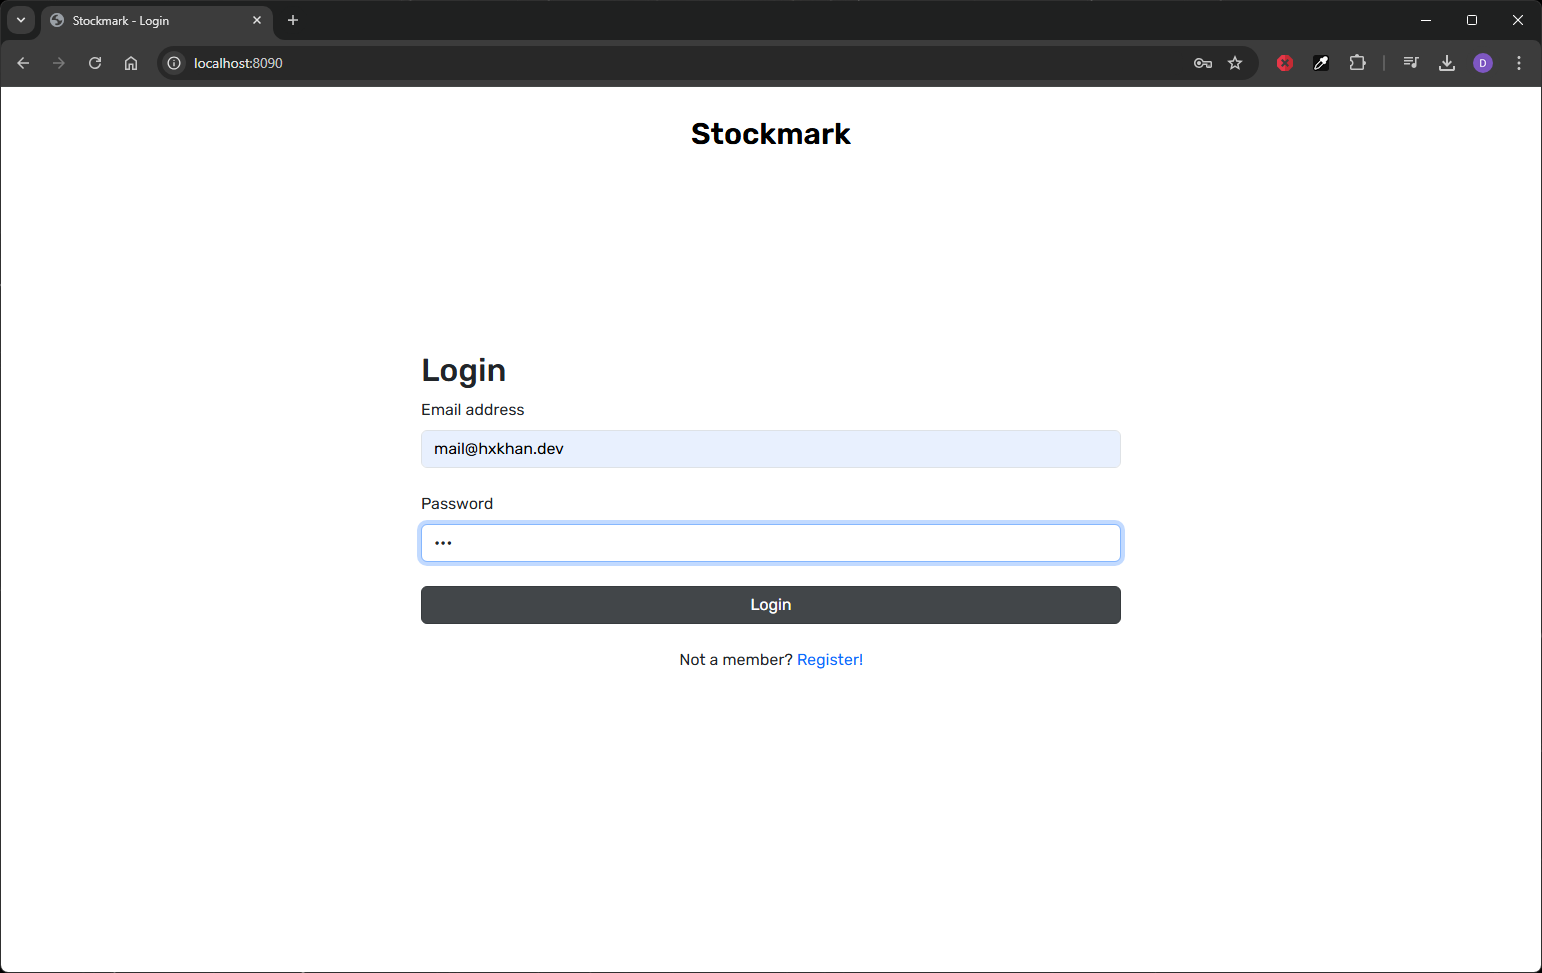 Stockmark - Login
localhost:8090
D
Stockmark
Login
Email address
mail@hxkhan.dev
Password
•••
Login
Not a member? Register!